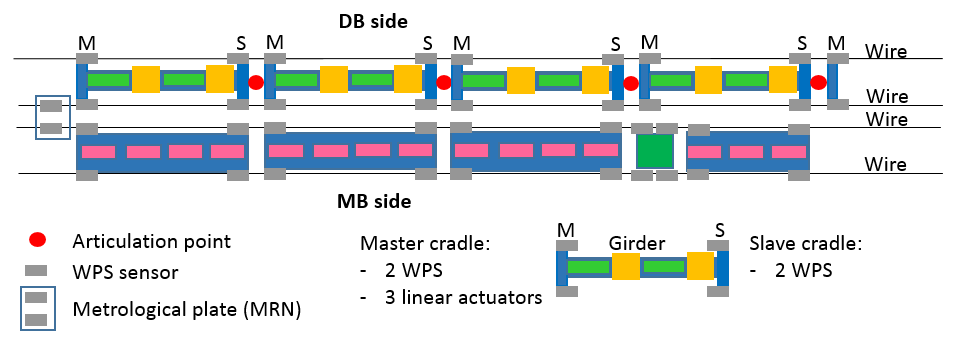 DB side
M S M S M S M S M
Wire
Wire
Wire
Wire
MB side
Articulation point
WPS sensor
Metrological plate (MRN)
Master cradle:
- 2 WPS
- 3 linear actuators
M S
Girder
Slave cradle:
- 2 WPS